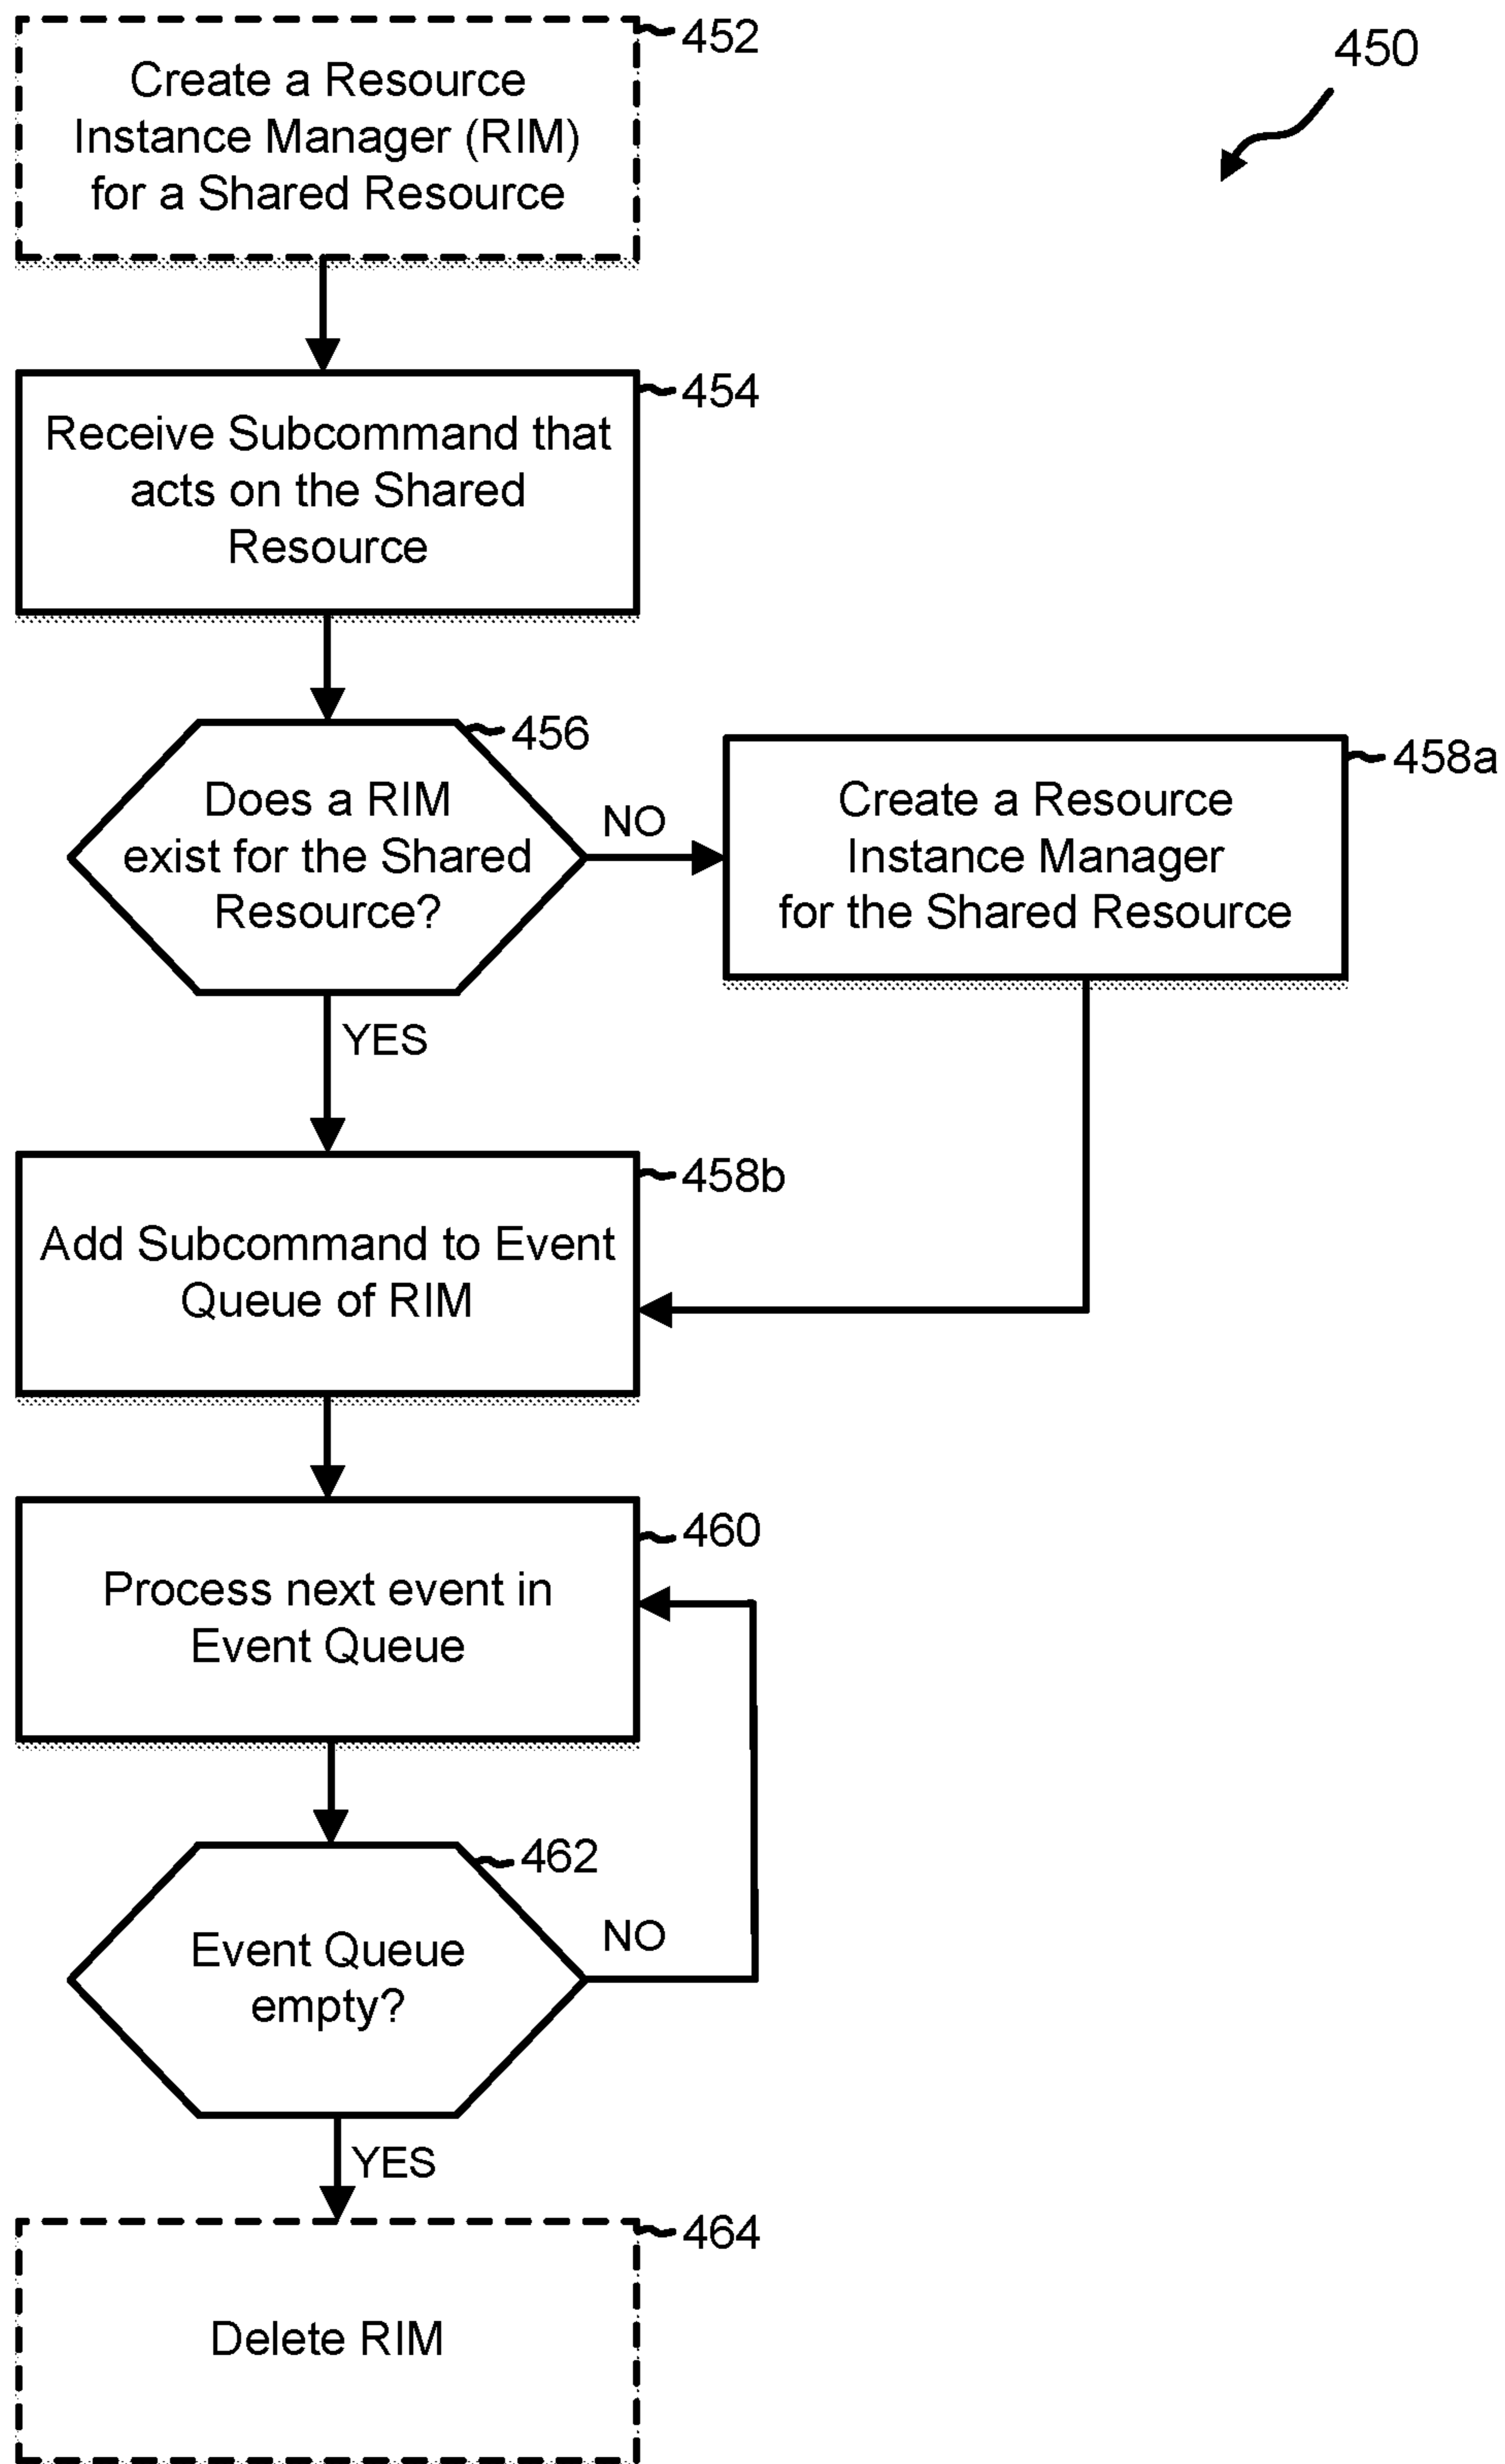 452
450
Create a Resource
Instance Manager (RIM)
for a Shared Resource
454
Receive Subcommand that
acts on the Shared
Resource
456
Does a RIM
exist for the Shared
Resource?
NO
458a
Create a Resource
Instance Manager
for the Shared Resource
YES
458b
Add Subcommand to Event
Queue of RIM
460
Process next event in
Event Queue
462
Event Queue
empty?
NO
YES
464
Delete RIM